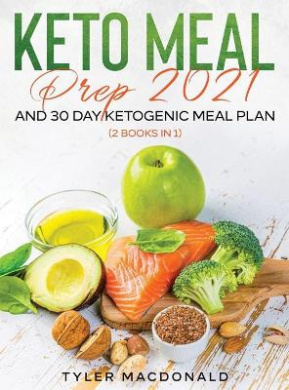 KETO MEAL
Prep 2021
AND 30 DAY KETOGENIC MEAL PLAN
(2 BOOKS IN 1)
TYLER MACDONALD